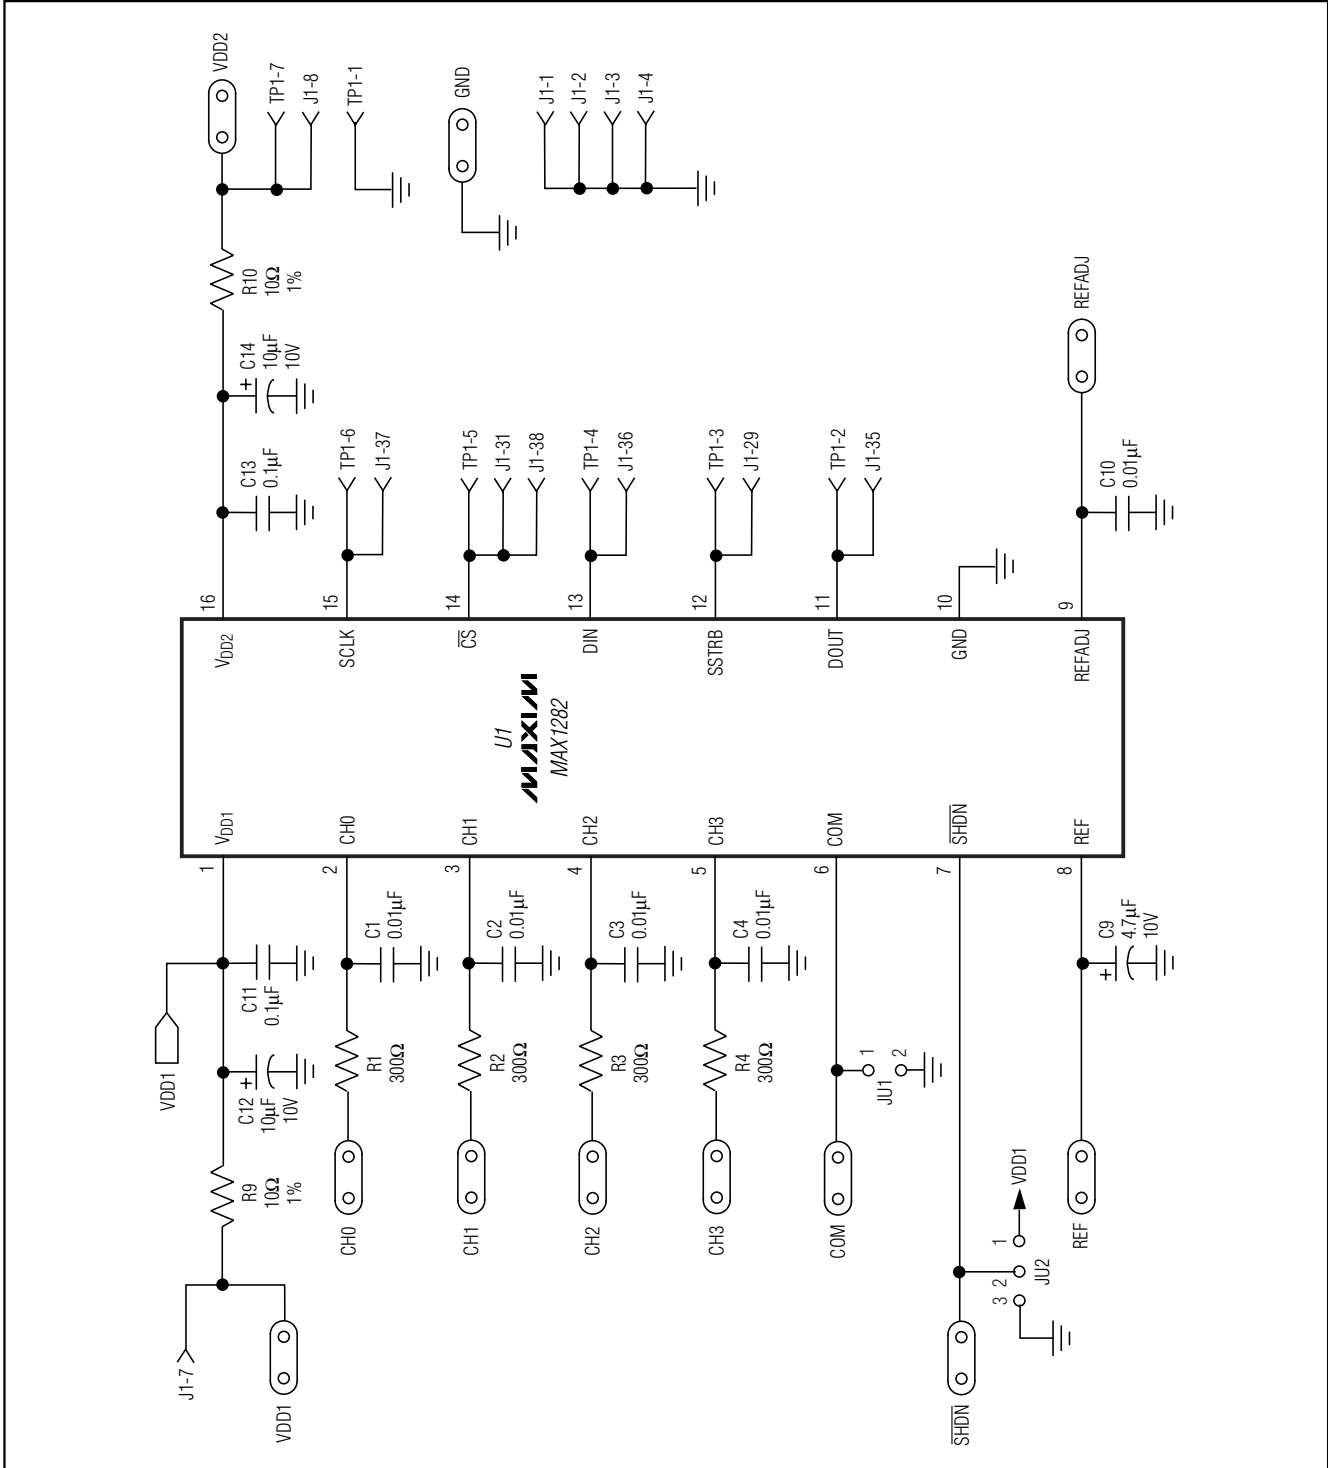 J1-7
VDD1
R9
10Ω
1%
C12
10µF
10V
+
VDD1
C11
0.1µF
1
VDD1
VDD2
16
C13
0.1µF
+
C14
10µF
10V
R10
10Ω
1%
VDD2
TP1-7
J1-8
TP1-1
CH0
R1
300Ω
C1
0.01µF
2
CH0
SCLK
15
TP1-6
J1-37
GND
CH1
R2
300Ω
C2
0.01µF
3
CH1
CS
14
TP1-5
J1-31
J1-38
U1
MAXIM
MAX1282
J1-1
J1-2
J1-3
J1-4
CH2
R3
300Ω
C3
0.01µF
4
CH2
DIN
13
TP1-4
J1-36
CH3
R4
300Ω
C4
0.01µF
5
CH3
SSTRB
12
TP1-3
J1-29
COM
JU1
1
2
6
COM
DOUT
11
TP1-2
J1-35
SHDN
3
2
1
JU2
VDD1
7
SHDN
GND
10
REF
+
C9
4.7µF
10V
8
REF
REFADJ
9
C10
0.01µF
REFADJ